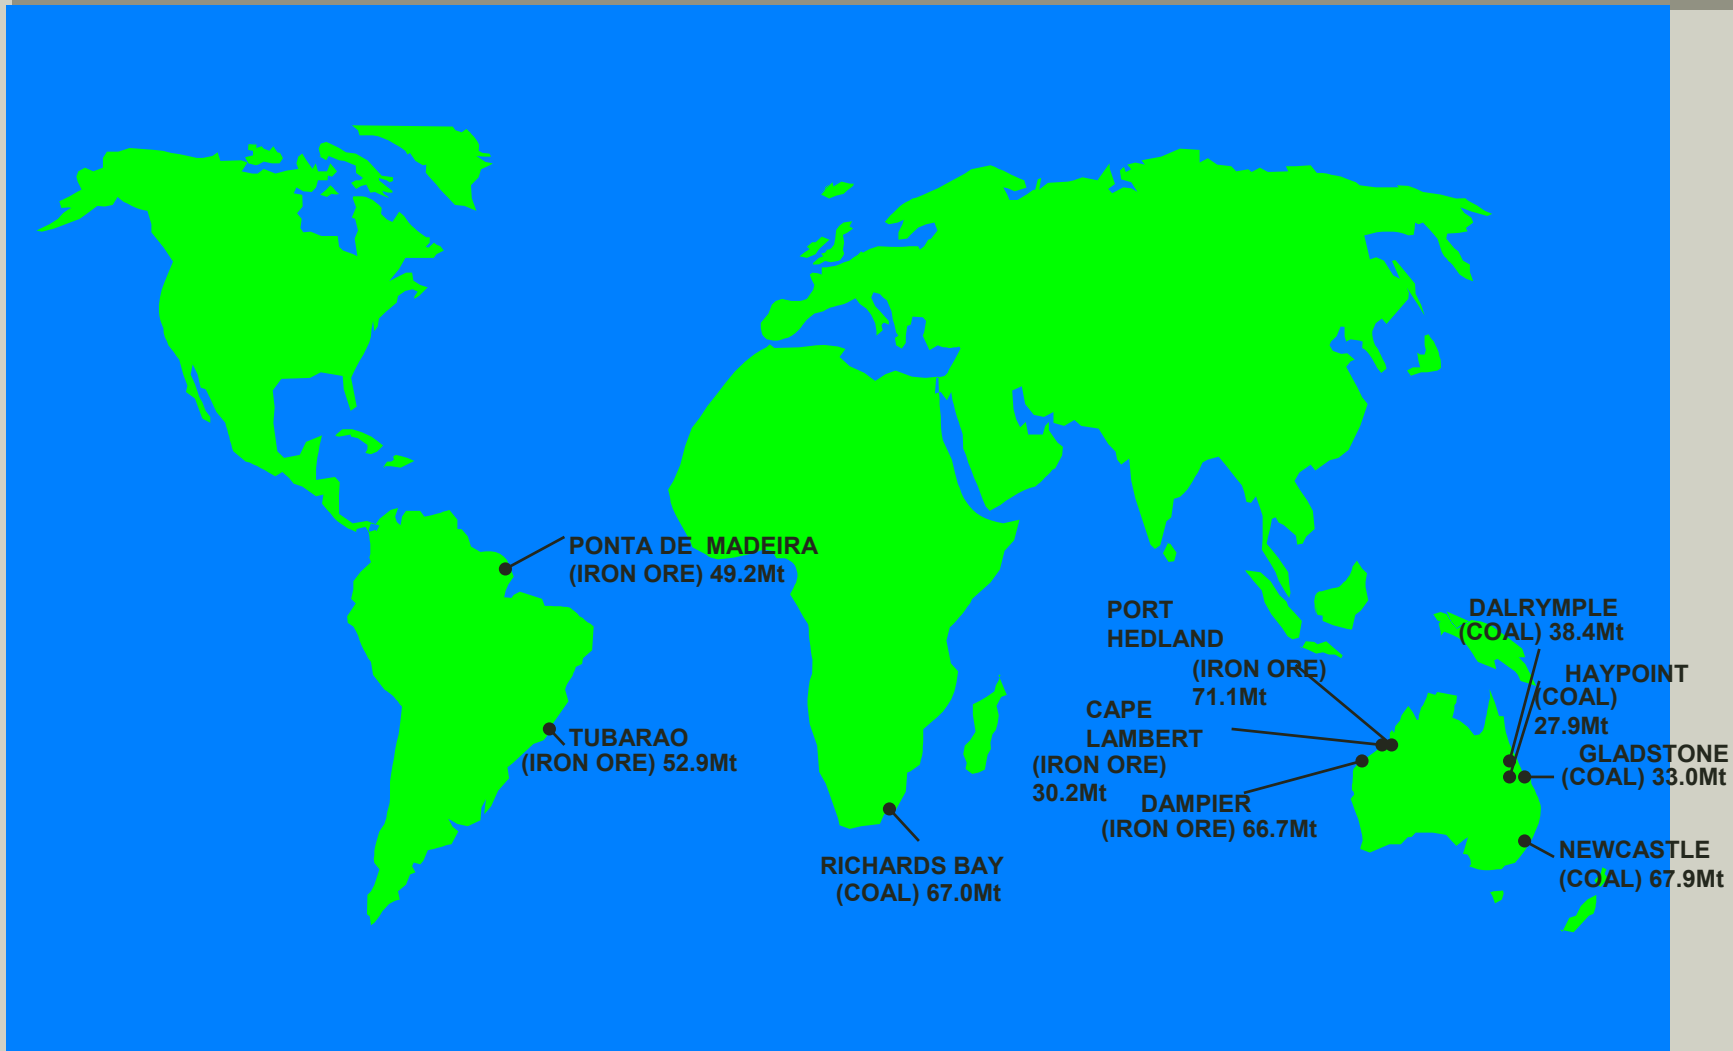 PONTA DE MADEIRA
(IRON ORE) 49.2Mt
TUBARAO
(IRON ORE) 52.9Mt
RICHARDS BAY
(COAL) 67.0Mt
PORT
HEDLAND
(IRON ORE)
71.1Mt
CAPE
LAMBERT
(IRON ORE)
30.2Mt
DAMPIER
(IRON ORE) 66.7Mt
DALRYMPLE
(COAL) 38.4Mt
HAYPOINT
(COAL)
27.9Mt
GLADSTONE
(COAL) 33.0Mt
NEWCASTLE
(COAL) 67.9Mt